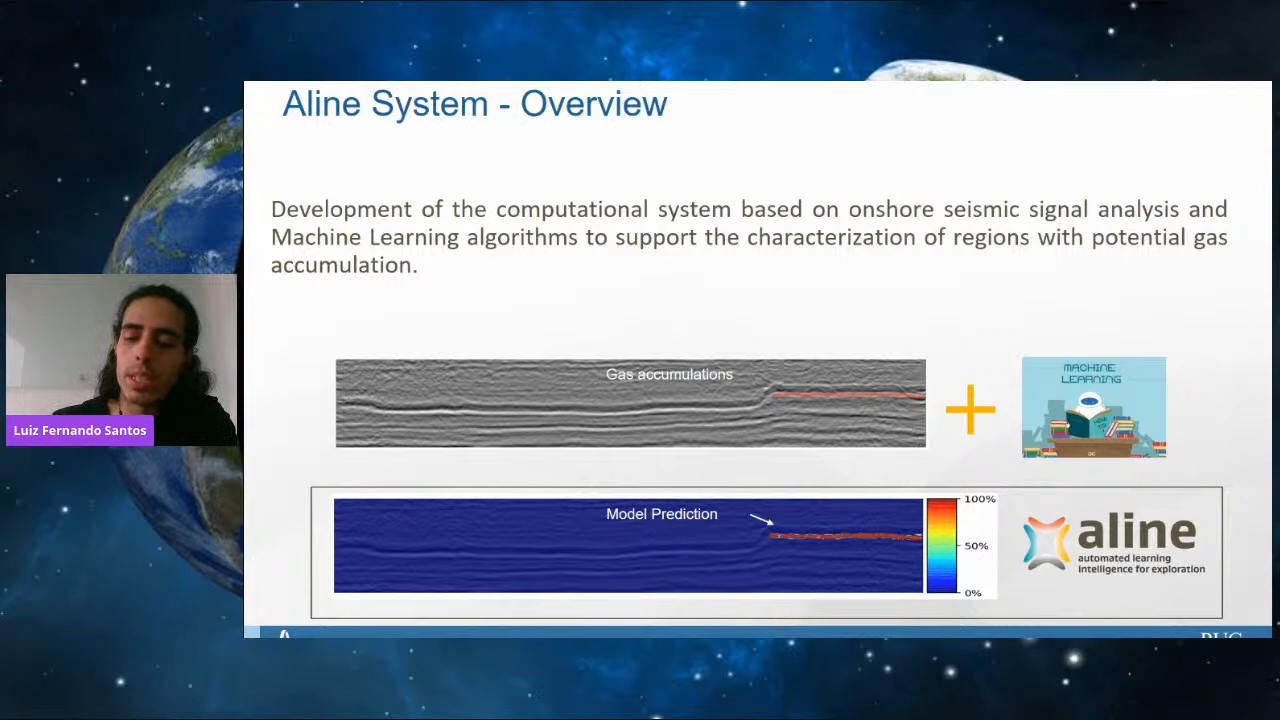 Aline System - Overview
Development of the computational system based on onshore seismic signal analysis and
Machine Learning algorithms to support the characterization of regions with potential gas
accumulation.
Gas accumulations
MACHINE
LEARNING
Luiz Fernando Santos
Model Prediction
100%
50%
0%
aline
automated learning
intelligence for exploration
PUC